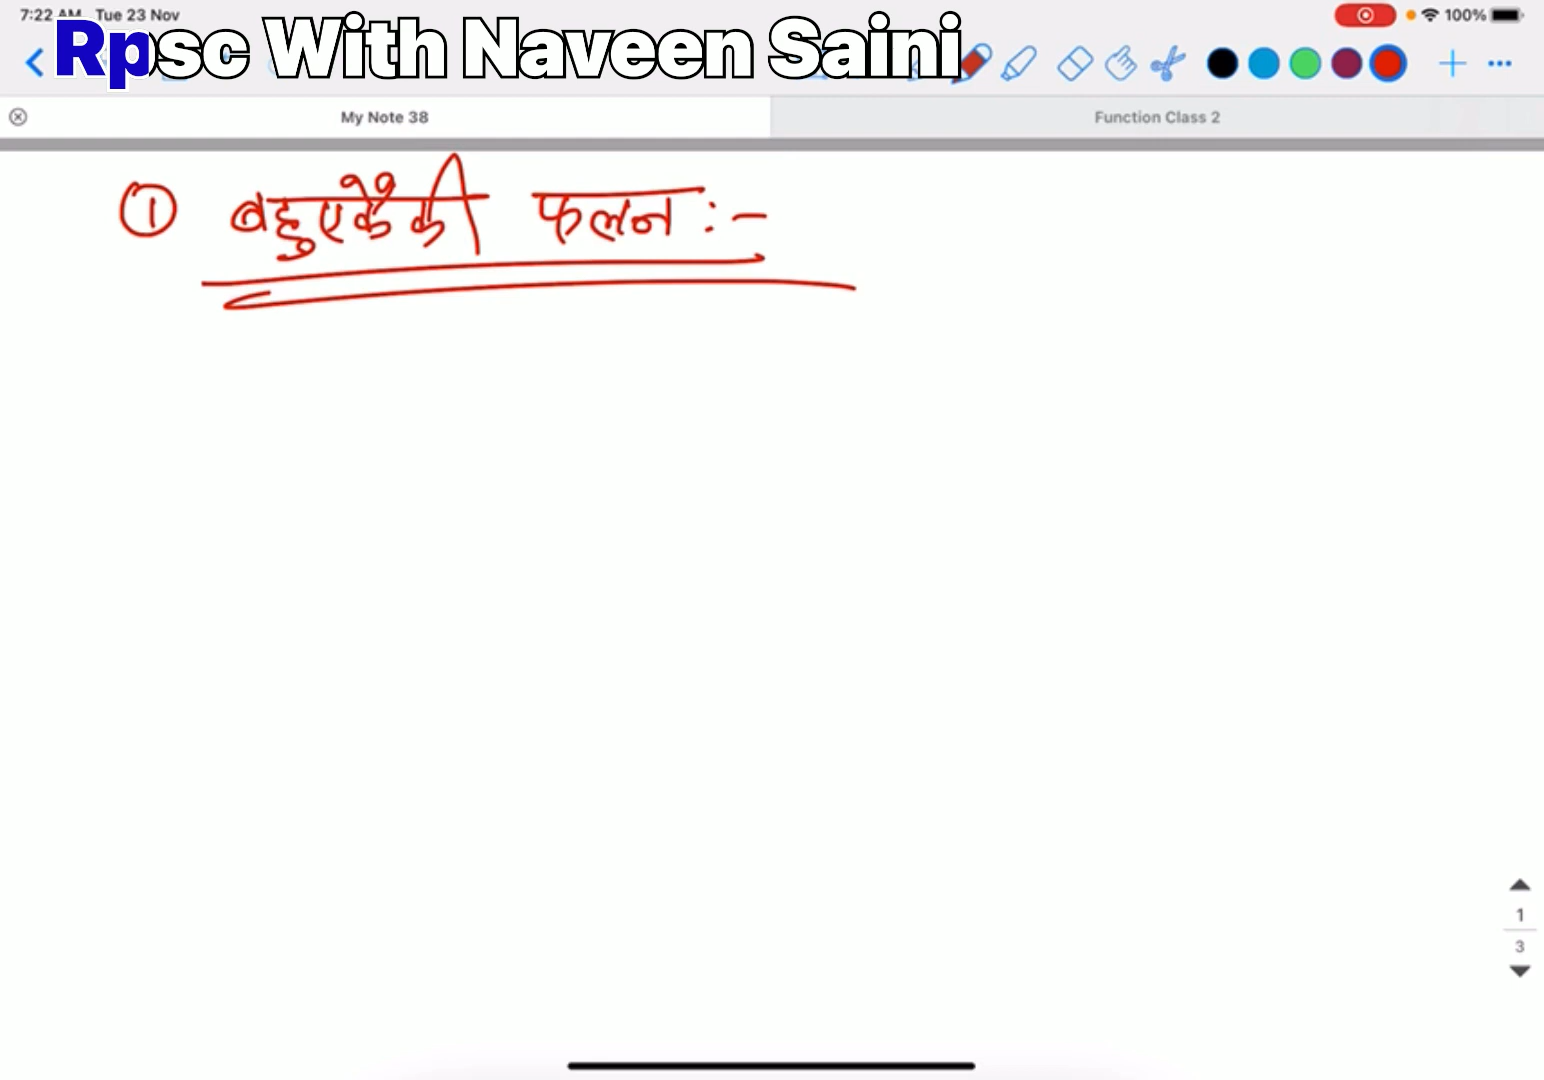 7:22 AM Tue 23 Nov
100%
Rpsc With Naveen Saini
My Note 38
Function Class 2
① बहुएकैकी फलन :-
1
3